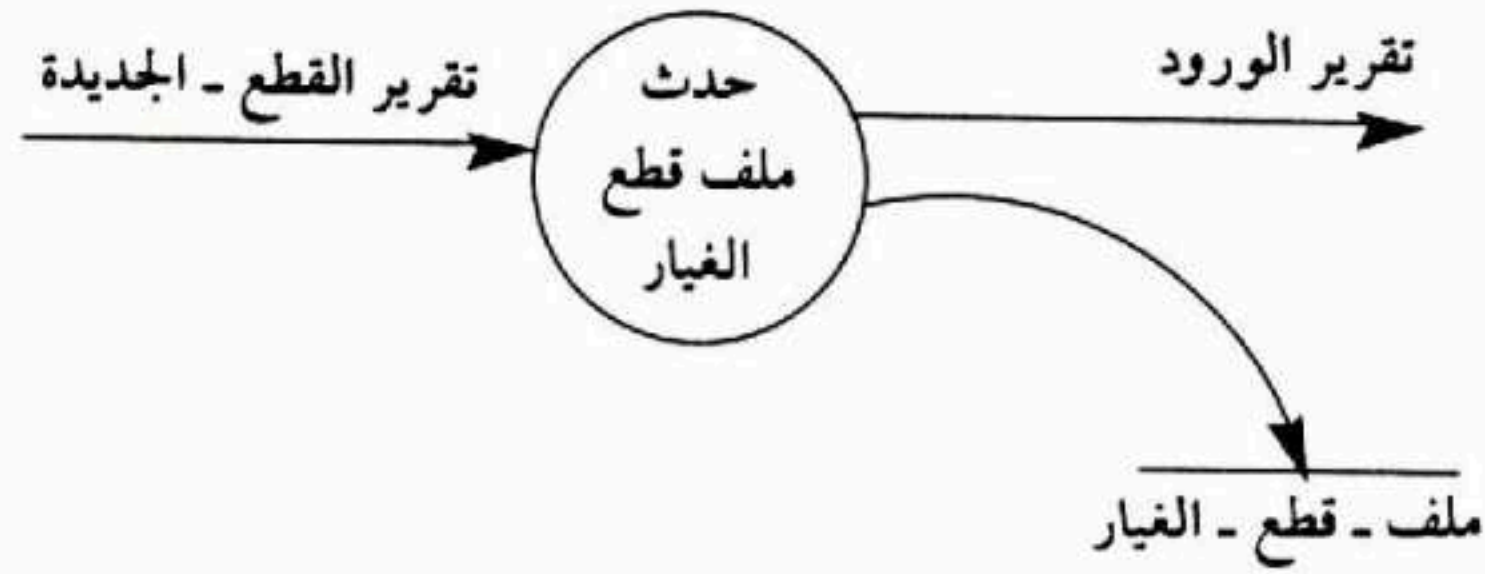 تقرير القطع - الجديدة
حدث
ملف قطع
الغيار
تقرير الورود
ملف - قطع - الغيار